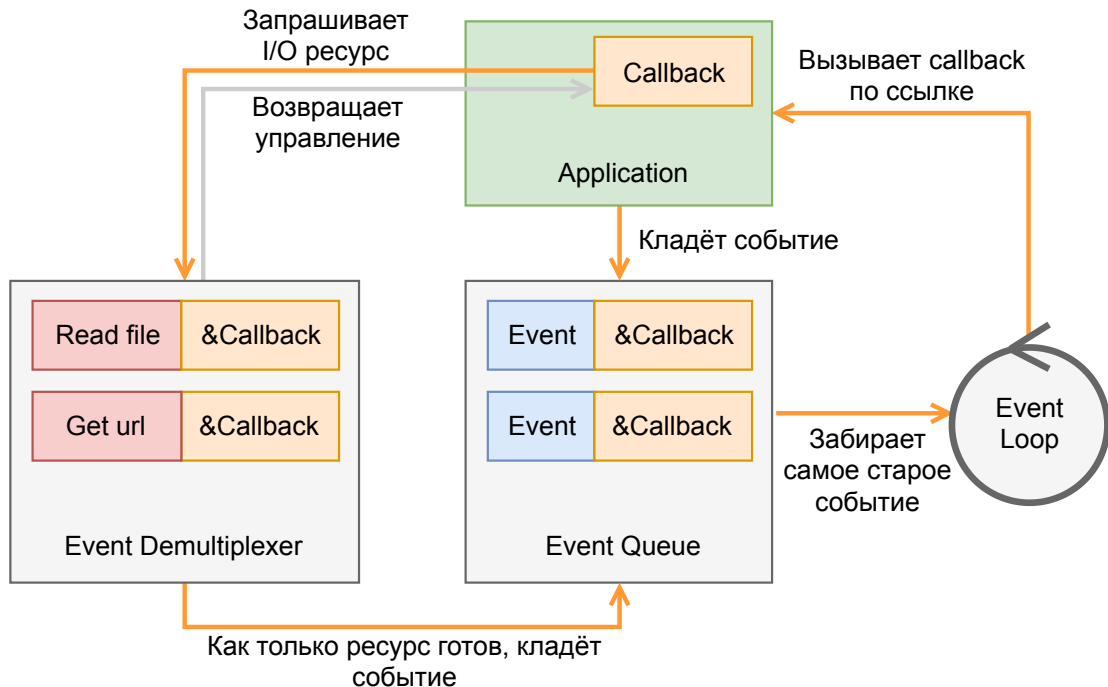 Запрашивает
I/O ресурс
Возвращает
управление
Callback
Application
Вызывает callback
по ссылке
Кладёт событие
Read file
&Callback
Get url
&Callback
Event Demultiplexer
Event
&Callback
Event
&Callback
Event Queue
Забирает
самое старое
событие
Event
Loop
Как только ресурс готов, кладёт
событие